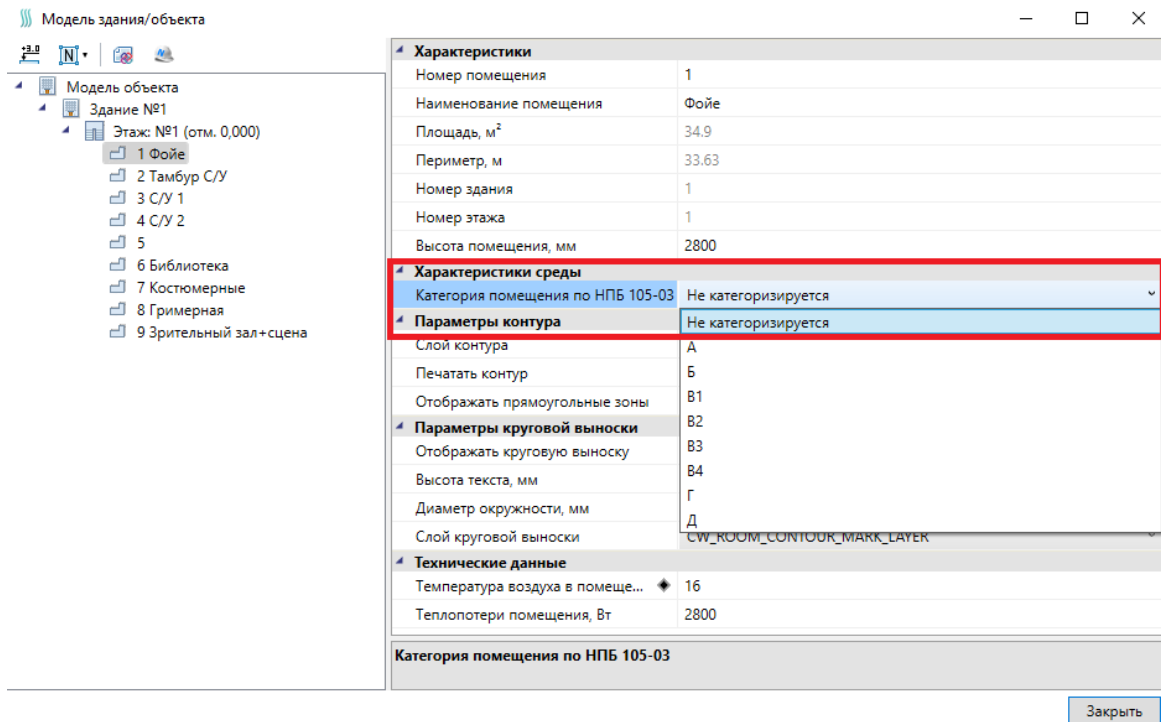 Модель здания/объекта
+3.0
N
Модель объекта
Здание №1
Этаж: №1 (отм. 0,000)
1 Фойе
2 Тамбур С/У
3 С/У 1
4 С/У 2
5
6 Библиотека
7 Костюмерные
8 Гримерная
9 Зрительный зал+сцена
Характеристики
Номер помещения 1
Наименование помещения Фойе
Площадь, м² 34.9
Периметр, м 33.63
Номер здания 1
Номер этажа 1
Высота помещения, мм 2800
Характеристики среды
Категория помещения по НПБ 105-03 Не категоризируется
Параметры контура Не категоризируется
Слой контура А
Печатать контур Б
Отображать прямоугольные зоны В1
Параметры круговой выноски В2
Отображать круговую выноску В3
Высота текста, мм В4
Диаметр окружности, мм Г
Д
Слой круговой выноски CW_ROOM_CONTOUR_MARK_LAYER
Технические данные
Температура воздуха в помеще... 16
Теплопотери помещения, Вт 2800
Категория помещения по НПБ 105-03
Закрыть